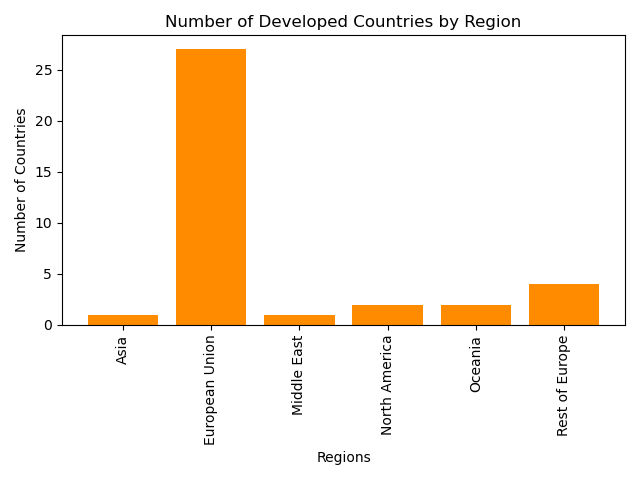 Number of Developed Countries by Region
Number of Countries
25
20
15
10
5
0
Asia
European Union
Middle East
North America
Oceania
Rest of Europe
Regions